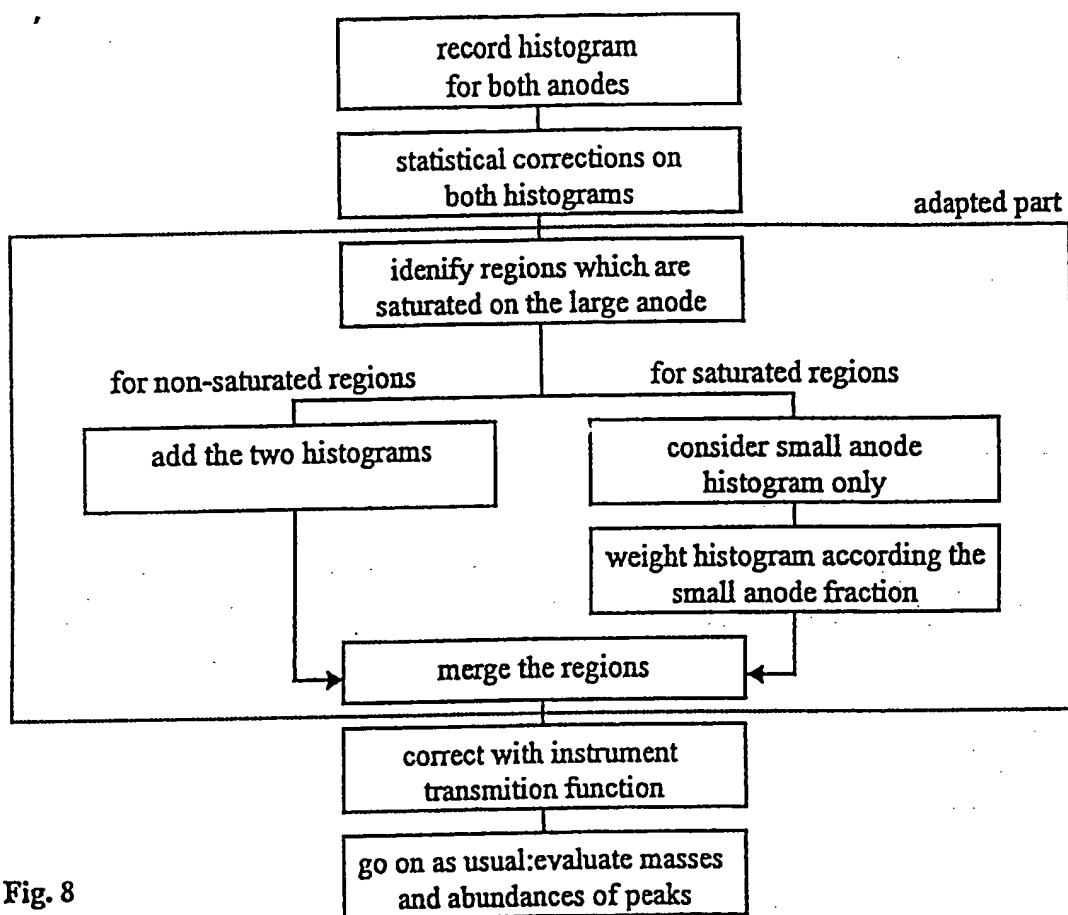 record histogram
for both anodes
statistical corrections on
both histograms
adapted part
idenify regions which are
saturated on the large anode
for non-saturated regions
for saturated regions
add the two histograms
consider small anode
histogram only
weight histogram according the
small anode fraction
merge the regions
correct with instrument
transmition function
go on as usual:evaluate masses
and abundances of peaks
Fig. 8